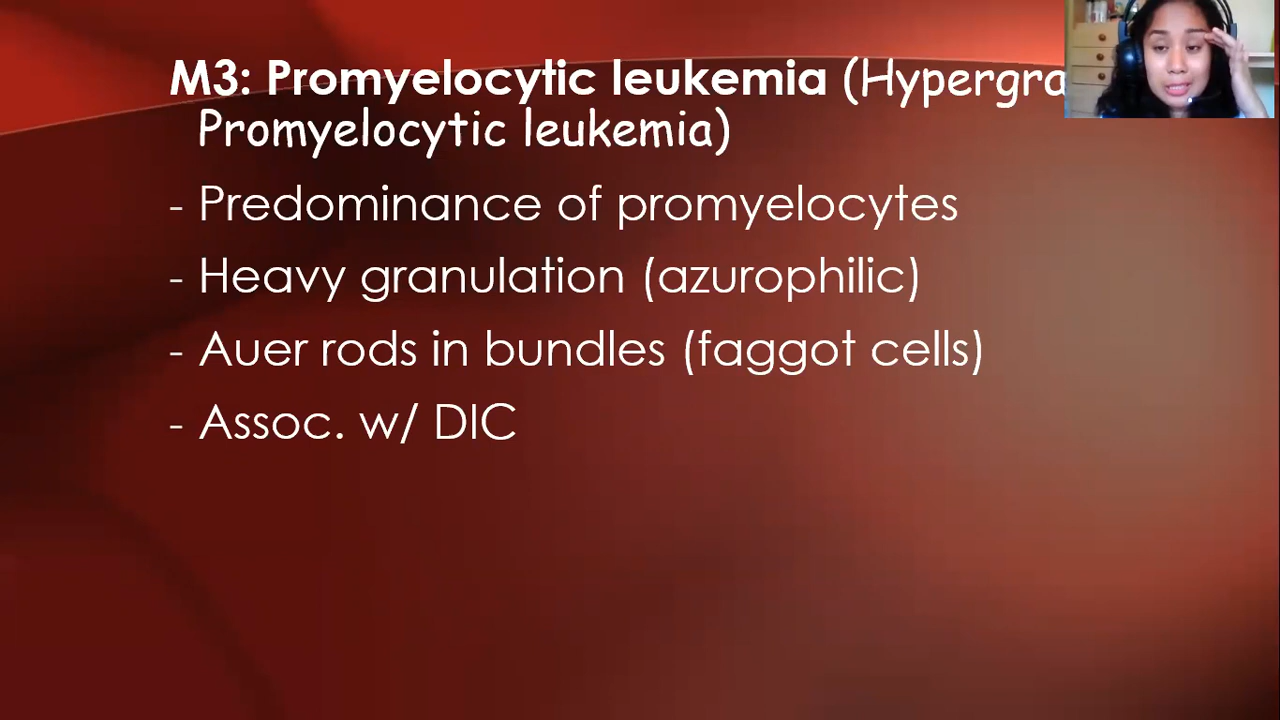 M3: Promyelocytic leukemia (Hypergra
Promyelocytic leukemia)
- Predominance of promyelocytes
- Heavy granulation (azurophilic)
- Auer rods in bundles (faggot cells)
- Assoc. w/ DIC